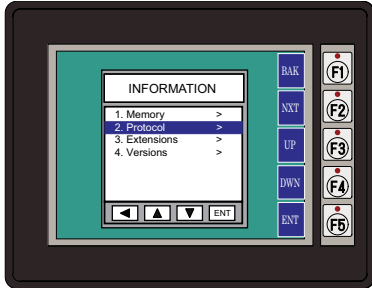 INFORMATION
1. Memory >
2. Protocol >
3. Extensions >
4. Versions >
ENT
BAK
NXT
UP
DWN
ENT
F1
F2
F3
F4
F5